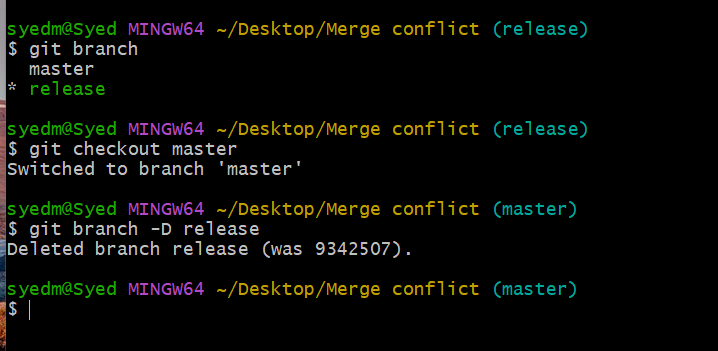 syedm@Syed MINGW64 ~/Desktop/Merge conflict (release)
$ git branch
  master
* release
syedm@Syed MINGW64 ~/Desktop/Merge conflict (release)
$ git checkout master
Switched to branch 'master'
syedm@Syed MINGW64 ~/Desktop/Merge conflict (master)
$ git branch -D release
Deleted branch release (was 9342507).
syedm@Syed MINGW64 ~/Desktop/Merge conflict (master)
$